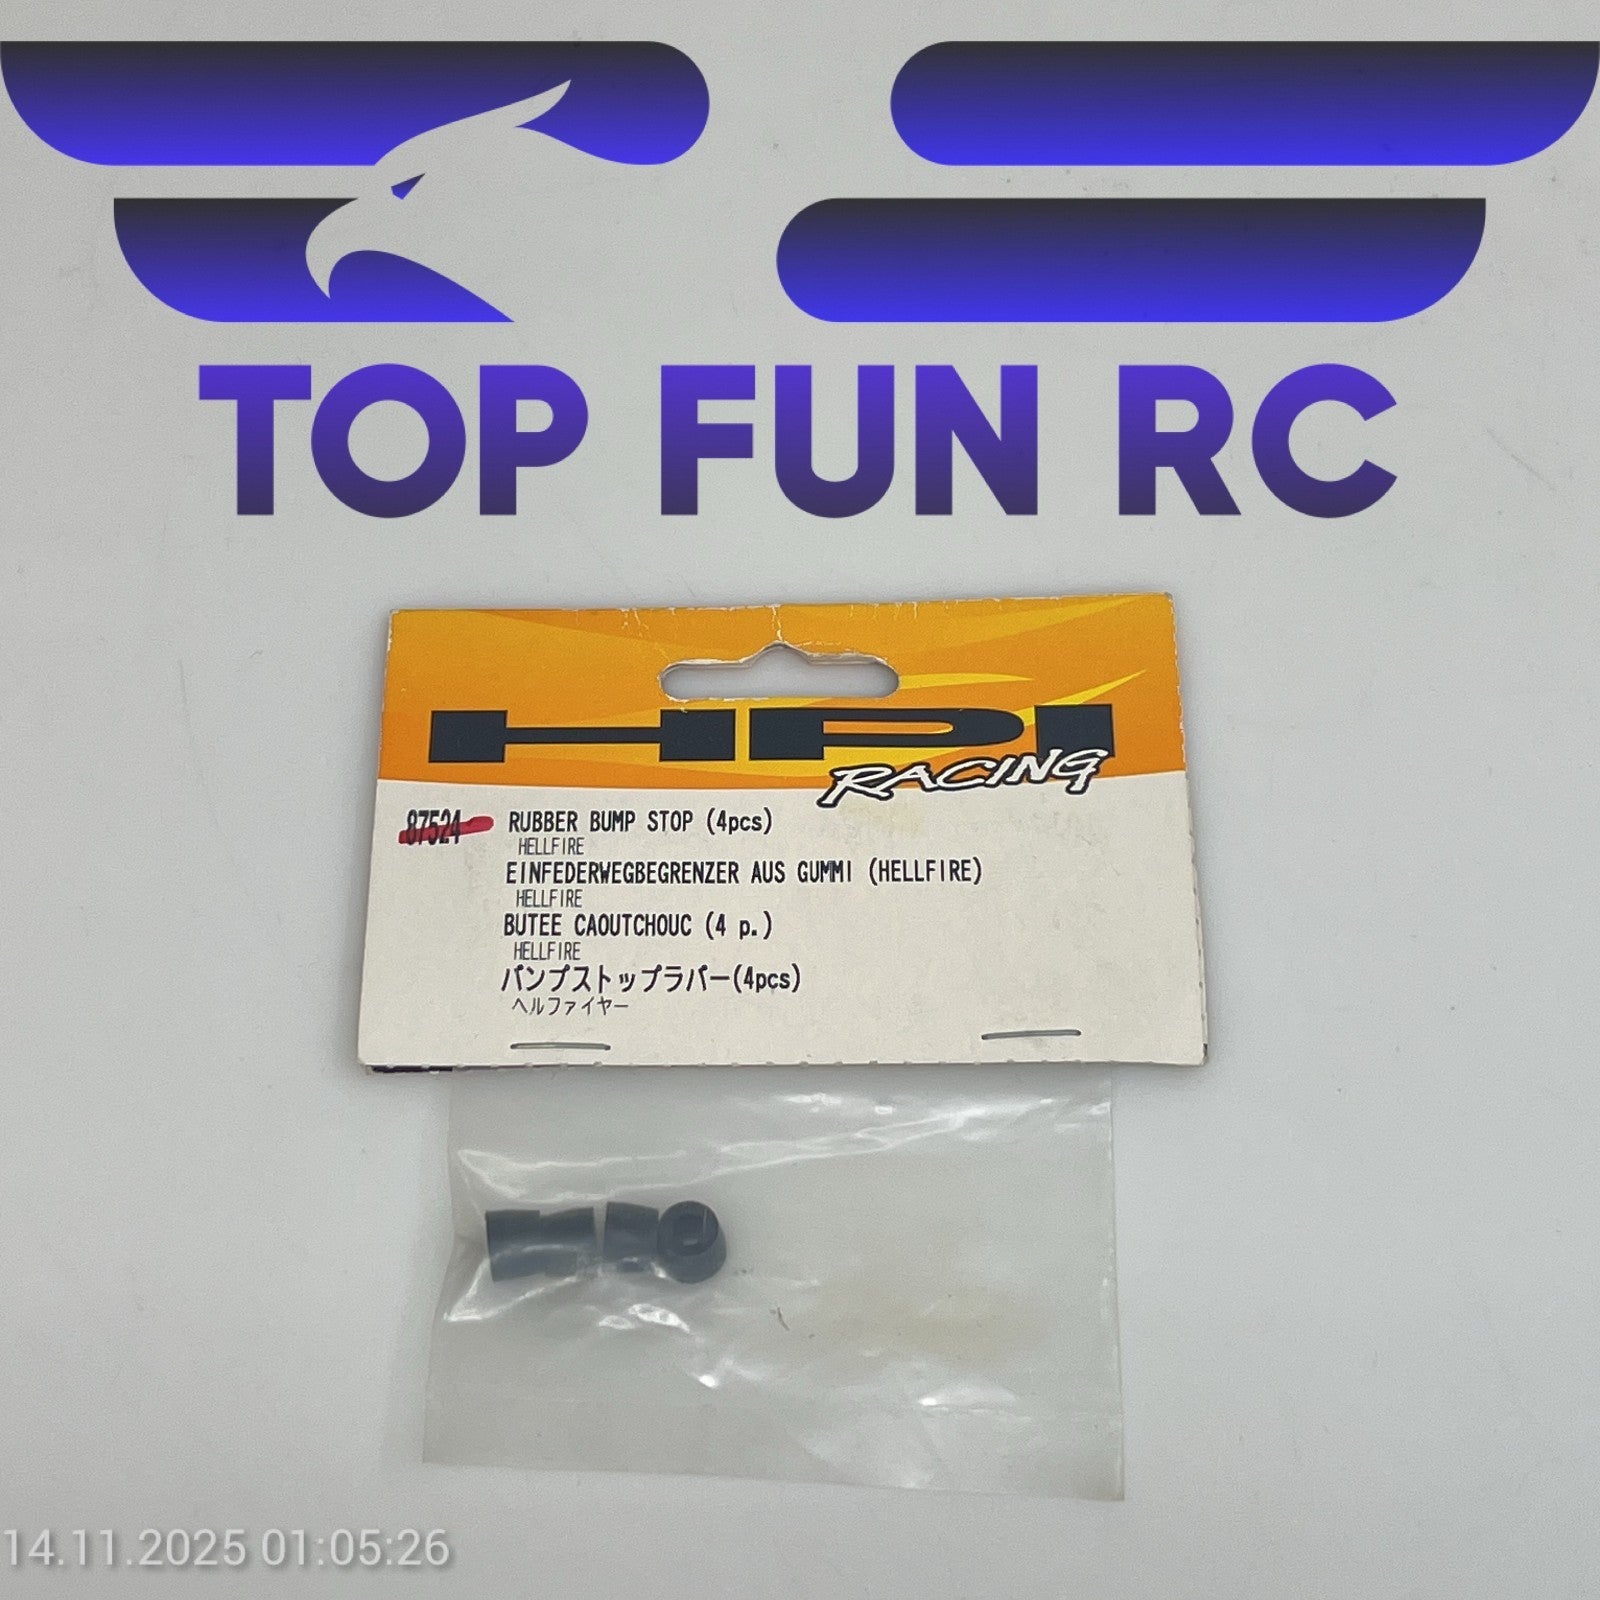 TOP FUN RC
HPI
RACING
87524
RUBBER BUMP STOP (4pcs)
HELLFIRE
EINFEDERWEGBEGRENZER AUS GUMMI (HELLFIRE)
HELLFIRE
BUTEE CAOUTCHOUC (4 p.)
HELLFIRE
バンプストップラバー(4pcs)
ヘルファイヤー
14.11.2025 01:05:26